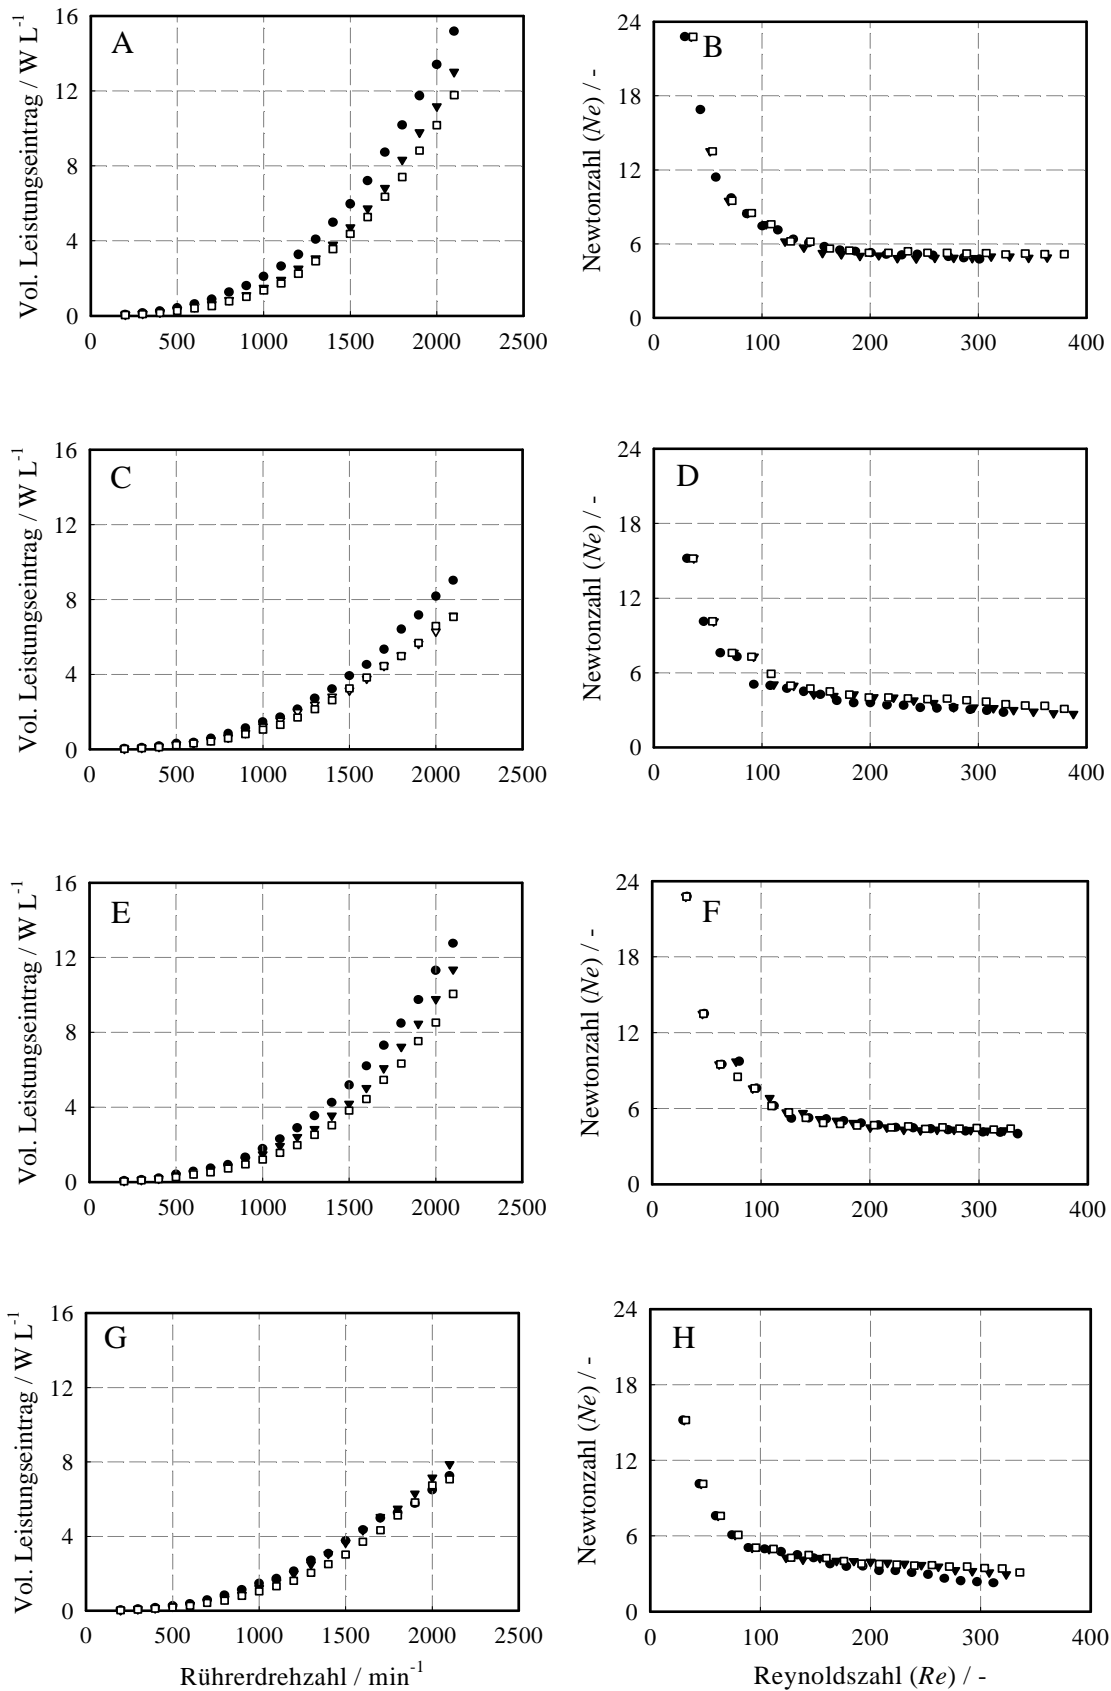 16
12
8
4
0
0 500 1000 1500 2000 2500
Vol. Leistungseintrag / W L⁻¹
A
24
18
12
6
0
0 100 200 300 400
Newtonzahl (Ne) / -
B
16
12
8
4
0
0 500 1000 1500 2000 2500
Vol. Leistungseintrag / W L⁻¹
C
24
18
12
6
0
0 100 200 300 400
Newtonzahl (Ne) / -
D
16
12
8
4
0
0 500 1000 1500 2000 2500
Vol. Leistungseintrag / W L⁻¹
E
24
18
12
6
0
0 100 200 300 400
Newtonzahl (Ne) / -
F
16
12
8
4
0
0 500 1000 1500 2000 2500
Vol. Leistungseintrag / W L⁻¹
G
Rührerdrehzahl / min⁻¹
24
18
12
6
0
0 100 200 300 400
Newtonzahl (Ne) / -
H
Reynoldszahl (Re) / -